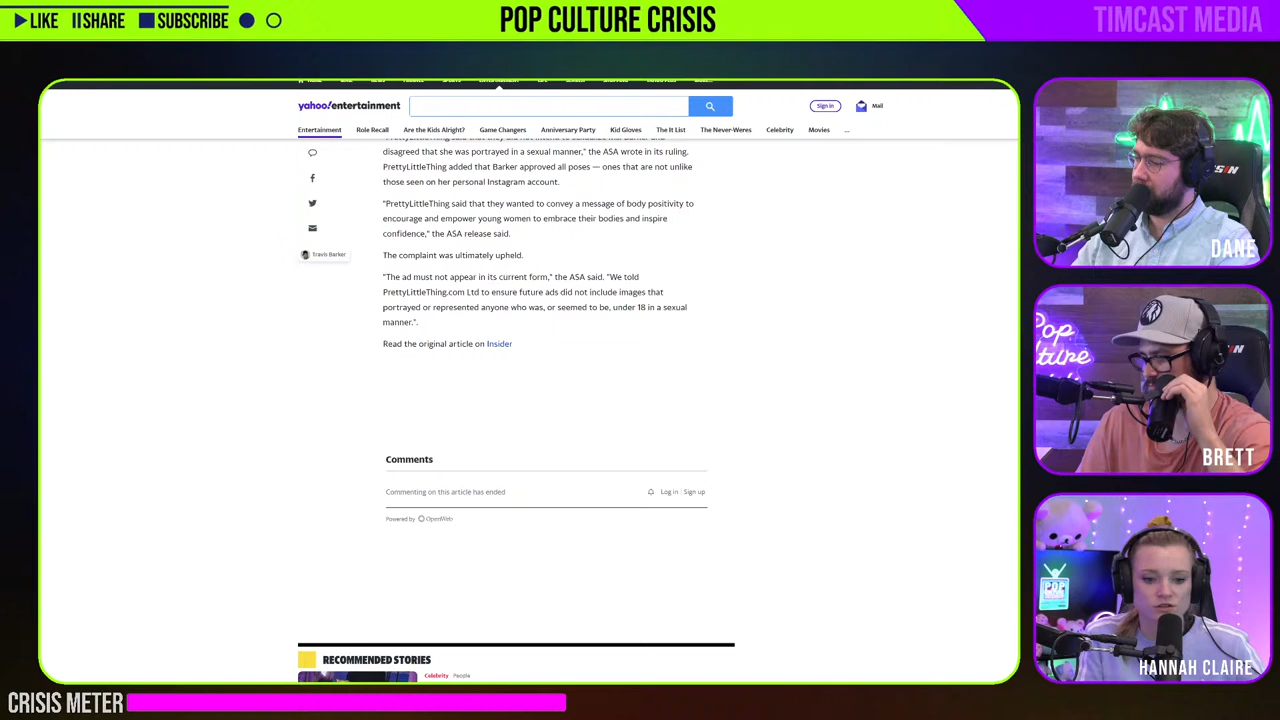 LIKE SHARE SUBSCRIBE
POP CULTURE CRISIS
TIMCAST MEDIA
yahoo!entertainment
Sign in
Mail
Entertainment Role Recall Are the Kids Alright? Game Changers Anniversary Party Kid Gloves The It List The Never-Weres Celebrity Movies ...
disagreed that she was portrayed in a sexual manner," the ASA wrote in its ruling.
PrettyLittleThing added that Barker approved all poses — ones that are not unlike
those seen on her personal Instagram account.
"PrettyLittleThing said that they wanted to convey a message of body positivity to
encourage and empower young women to embrace their bodies and inspire
confidence," the ASA release said.
Travis Barker
The complaint was ultimately upheld.
"The ad must not appear in its current form," the ASA said. "We told
PrettyLittleThing.com Ltd to ensure future ads did not include images that
portrayed or represented anyone who was, or seemed to be, under 18 in a sexual
manner.".
Read the original article on Insider
Comments
Commenting on this article has ended
Log in | Sign up
Powered by OpenWeb
RECOMMENDED STORIES
Celebrity People
DANE
Pop
BRETT
HANNAH CLAIRE
CRISIS METER